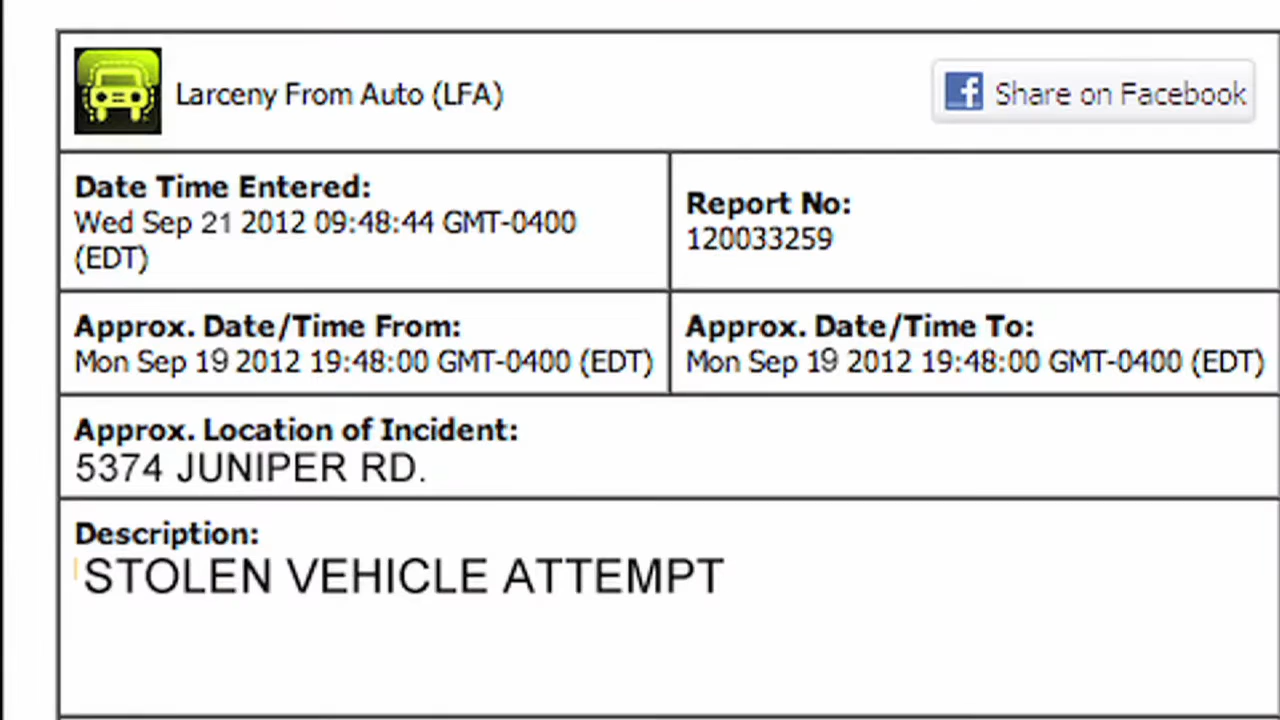 Larceny From Auto (LFA)
Share on Facebook
Date Time Entered:
Wed Sep 21 2012 09:48:44 GMT-0400
(EDT)
Report No:
120033259
Approx. Date/Time From:
Mon Sep 19 2012 19:48:00 GMT-0400 (EDT)
Approx. Date/Time To:
Mon Sep 19 2012 19:48:00 GMT-0400 (EDT)
Approx. Location of Incident:
5374 JUNIPER RD.
Description:
STOLEN VEHICLE ATTEMPT